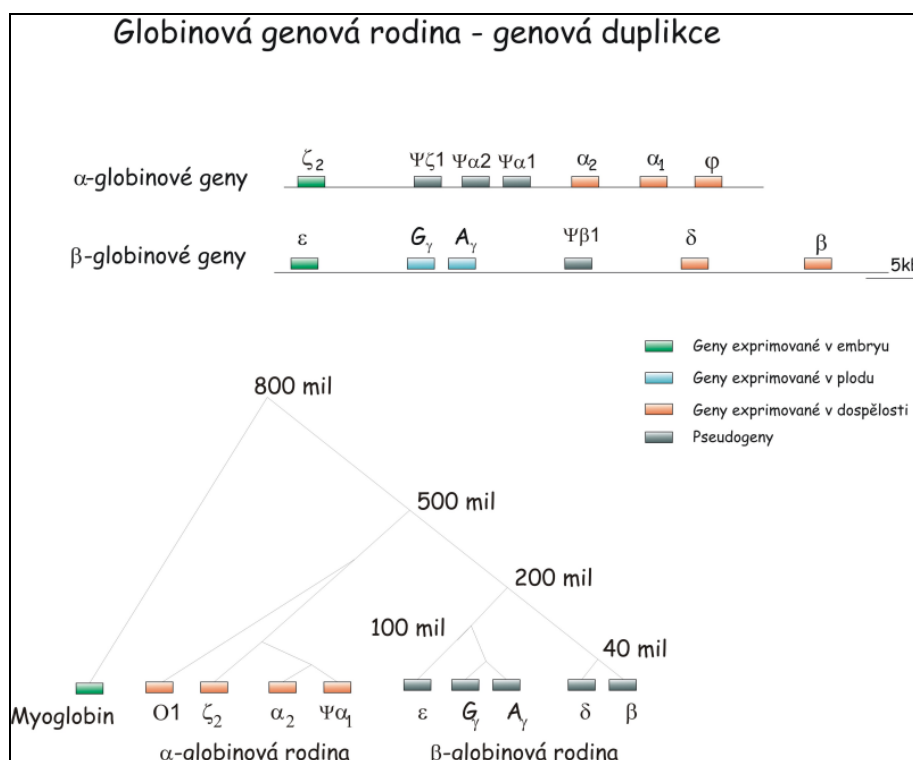 Globinová genová rodina - genová duplikce
ζ2 Ψζ1 Ψα2 Ψα1 α2 α1 φ
α-globinové geny
ε Gγ Aγ Ψβ1 δ β
β-globinové geny
5kb
Geny exprimované v embryu
Geny exprimované v plodu
Geny exprimované v dospělosti
Pseudogeny
800 mil
500 mil
200 mil
100 mil
40 mil
Myoglobin O1 ζ2 α2 Ψα1 ε Gγ Aγ δ β
α-globinová rodina β-globinová rodina